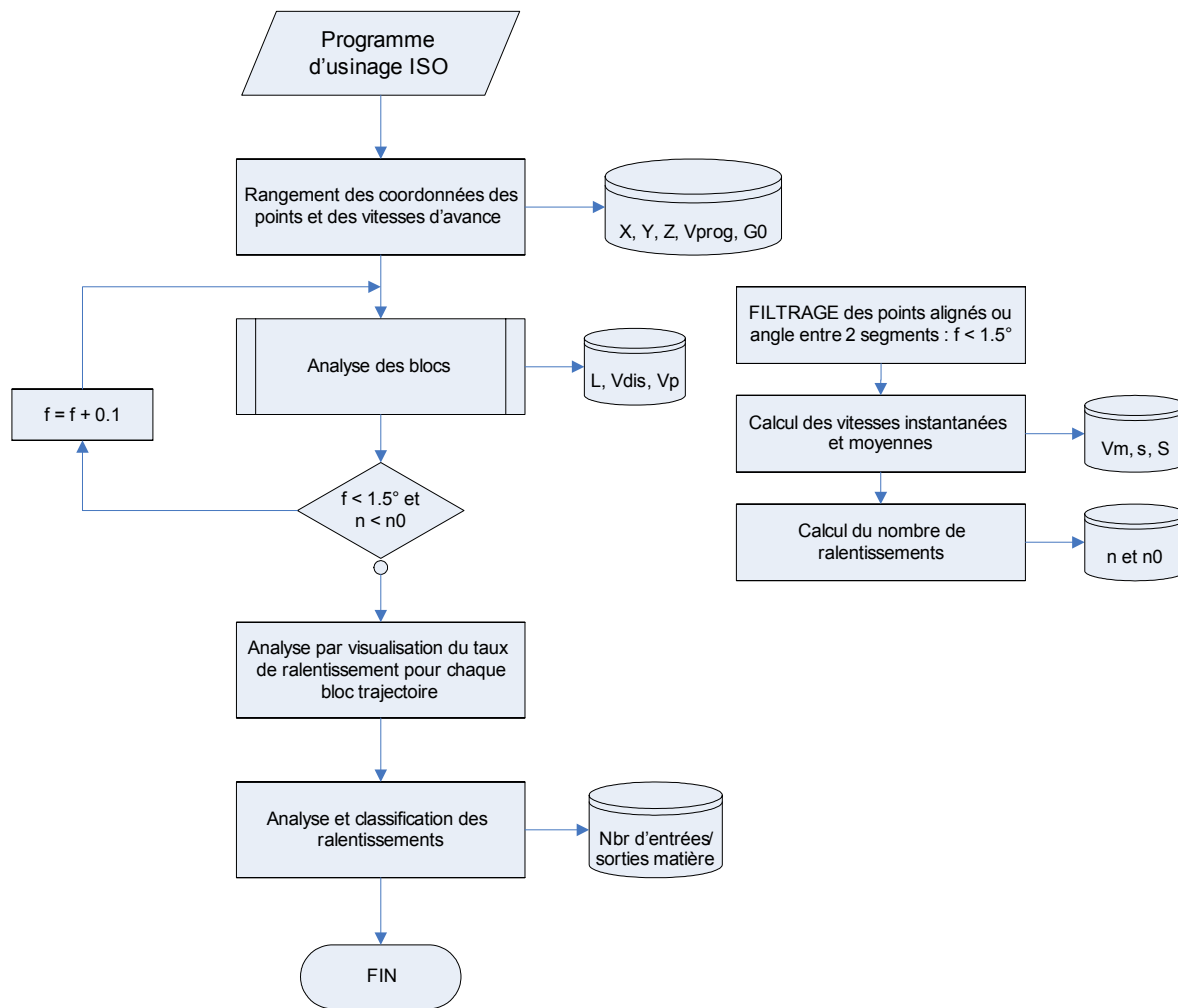 Programme
d'usinage ISO
Rangement des coordonnées des
points et des vitesses d'avance
X, Y, Z, Vprog, G0
Analyse des blocs
L, Vdis, Vp
f = f + 0.1
f < 1.5° et
n < n0
Analyse par visualisation du taux
de ralentissement pour chaque
bloc trajectoire
Analyse et classification des
ralentissements
Nbr d'entrées/
sorties matière
FIN
FILTRAGE des points alignés ou
angle entre 2 segments : f < 1.5°
Calcul des vitesses instantanées
et moyennes
Vm, s, S
Calcul du nombre de
ralentissements
n et n0